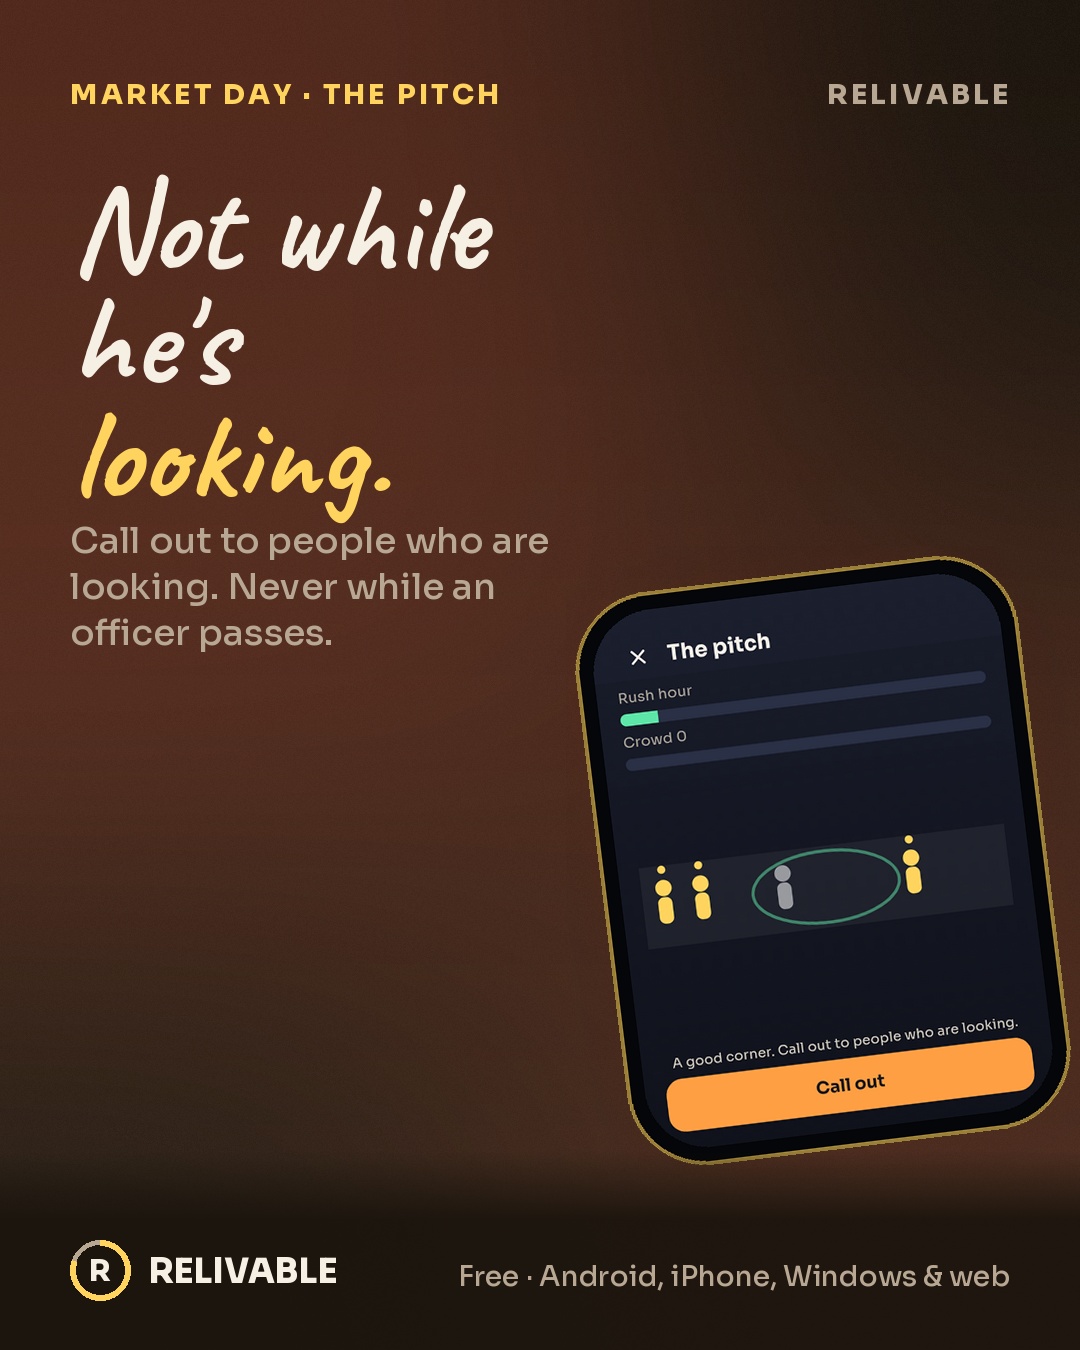 MARKET DAY · THE PITCH
RELIVABLE
Not while
he's
looking.
Call out to people who are
looking. Never while an
officer passes.
The pitch
Rush hour
Crowd 0
A good corner. Call out to people who are looking.
Call out
R RELIVABLE
Free · Android, iPhone, Windows & web